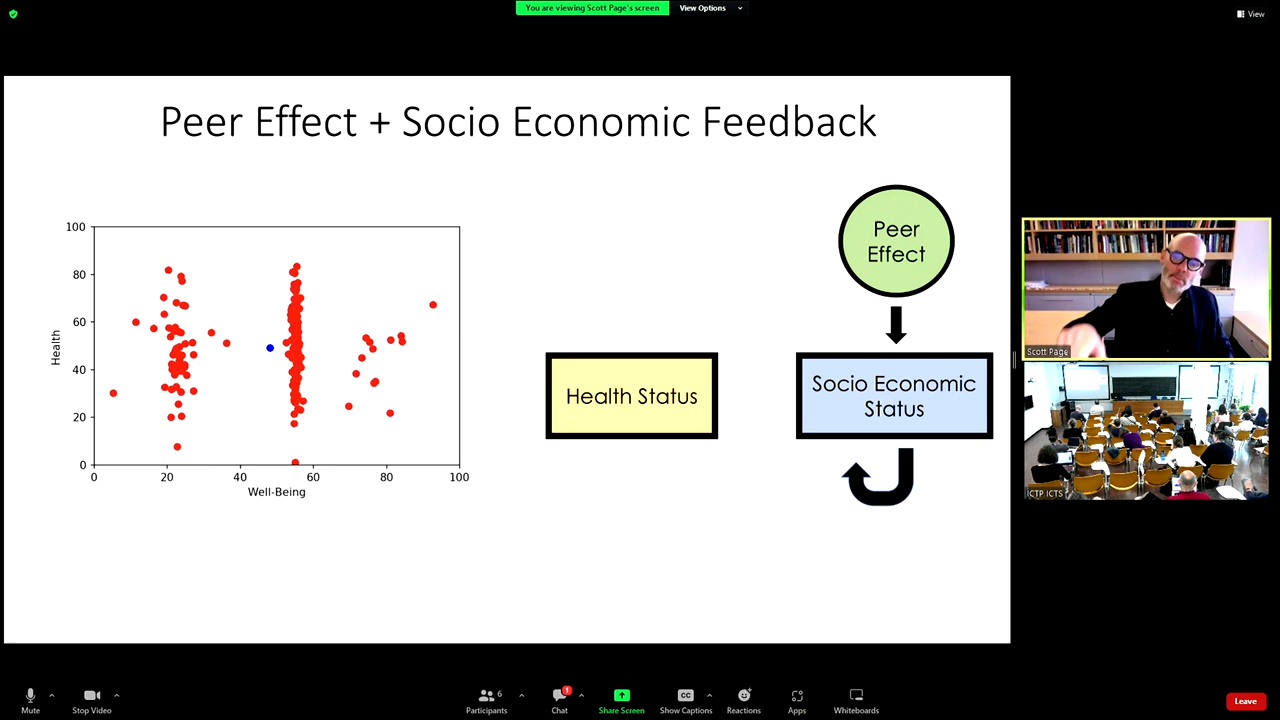 You are viewing Scott Page's screen
View Options
View
Peer Effect + Socio Economic Feedback
100
80
60
40
20
0
Health
0 20 40 60 80 100
Well-Being
Peer
Effect
Health Status
Socio Economic
Status
Scott Page
ICTP ICTS
Mute
Stop Video
6
Participants
1
Chat
Share Screen
CC
Show Captions
Reactions
Apps
Whiteboards
Leave